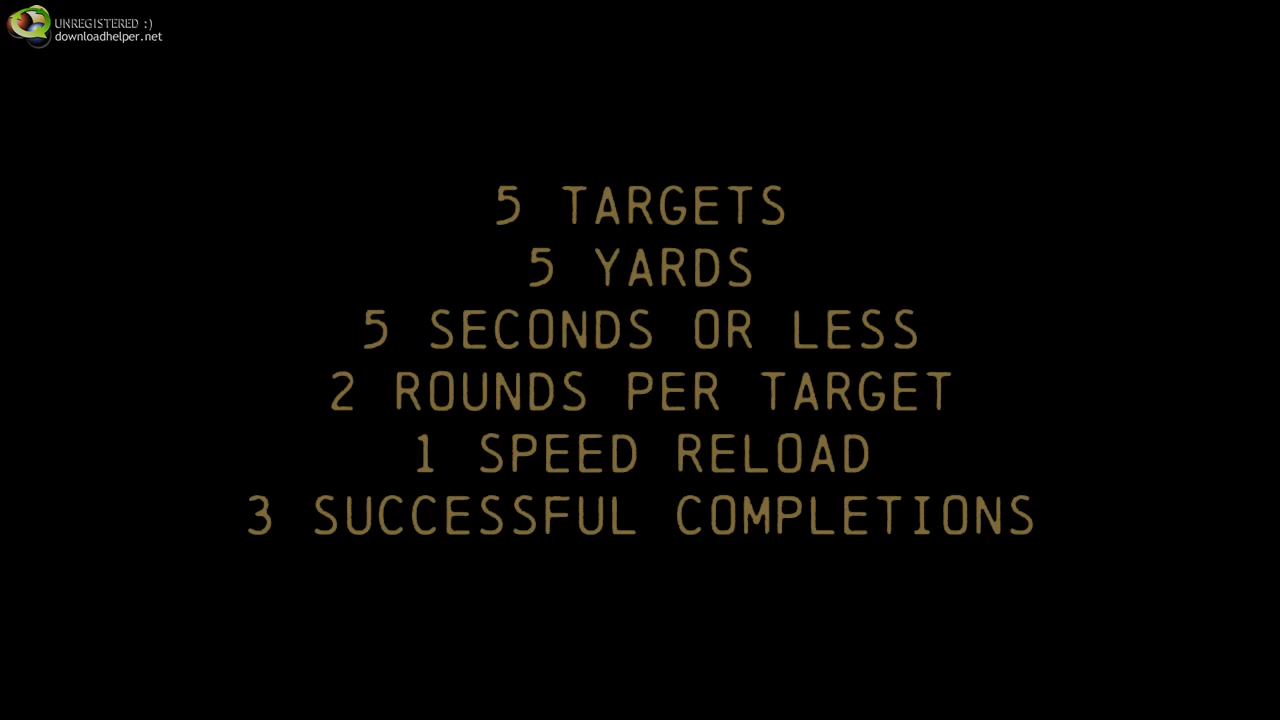 UNREGISTERED :)
downloadhelper.net
5 TARGETS
5 YARDS
5 SECONDS OR LESS
2 ROUNDS PER TARGET
1 SPEED RELOAD
3 SUCCESSFUL COMPLETIONS